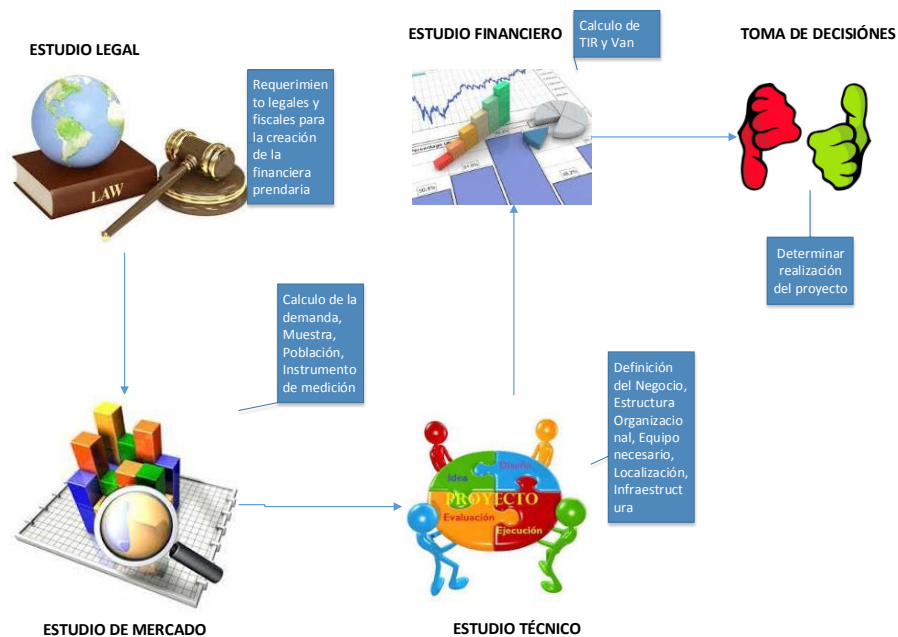 ESTUDIO LEGAL
Requerimien
to legales y
fiscales para
la creación
de la
financiera
prendaria
LAW
ESTUDIO FINANCIERO
Calculo de
TIR y Van
TOMA DE DECISIÓNES
Determinar
realización
del proyecto
Calculo de la
demanda,
Muestra,
Población,
Instrumento
de medición
ESTUDIO DE MERCADO
Definición
del Negocio,
Estructura
Organizacio
nal, Equipo
necesario,
Localización,
Infraestruct
ura
Idea
Diseño
PROYECTO
Evaluación
Ejecución
ESTUDIO TÉCNICO